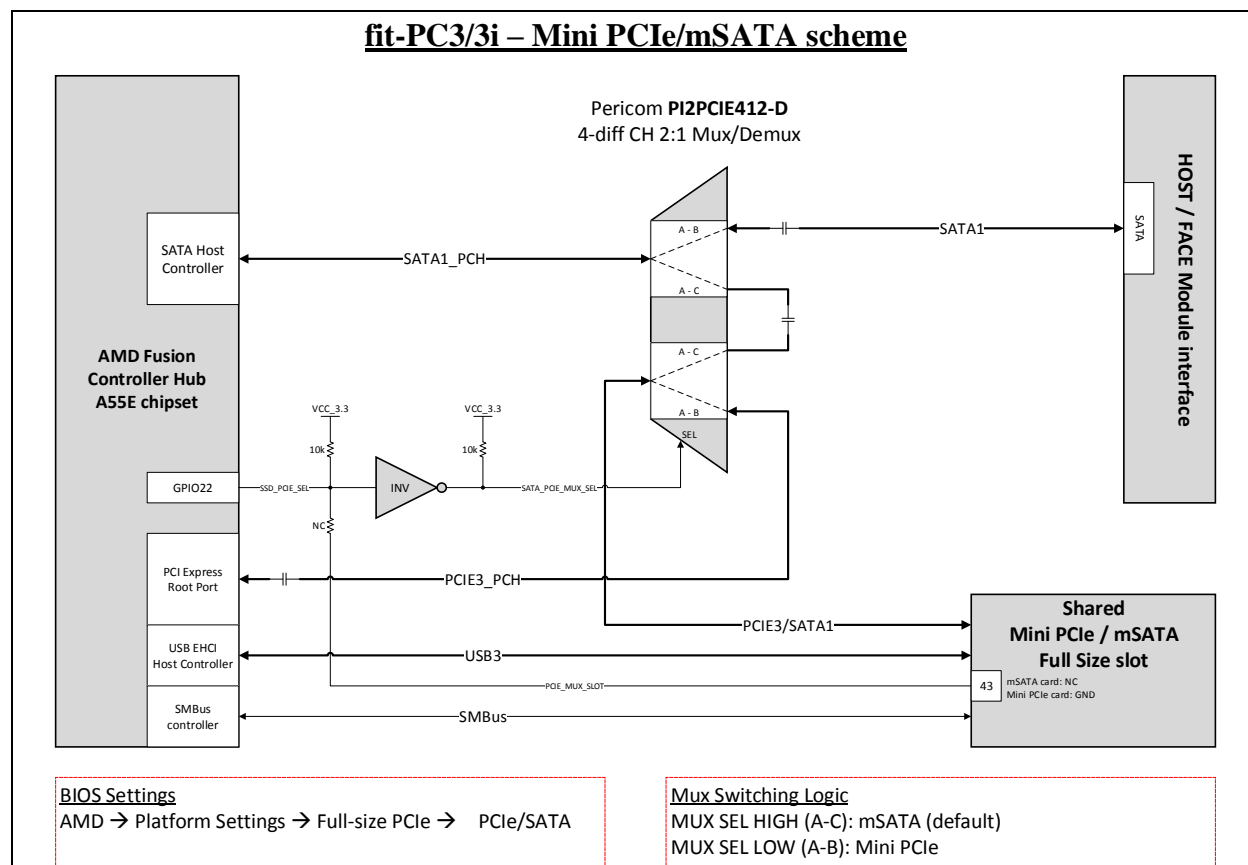 fit-PC3/3i – Mini PCIe/mSATA scheme
Pericom PI2PCIE412-D
4-diff CH 2:1 Mux/Demux
HOST / FACE Module interface
SATA
A - B
SATA1
SATA Host
Controller
SATA1_PCH
A - C
AMD Fusion
Controller Hub
A55E chipset
A - C
A - B
SEL
VCC_3.3
VCC_3.3
10k
10k
GPIO22
SSD_PCIE_SEL
INV
SATA_PCIE_MUX_SEL
NC
PCI Express
Root Port
PCIE3_PCH
Shared
Mini PCIe / mSATA
Full Size slot
PCIE3/SATA1
USB EHCI
Host Controller
USB3
43
mSATA card: NC
Mini PCIe card: GND
PCIE_MUX_SLOT
SMBus
controller
SMBus
BIOS Settings
AMD → Platform Settings → Full-size PCIe → PCIe/SATA
Mux Switching Logic
MUX SEL HIGH (A-C): mSATA (default)
MUX SEL LOW (A-B): Mini PCIe